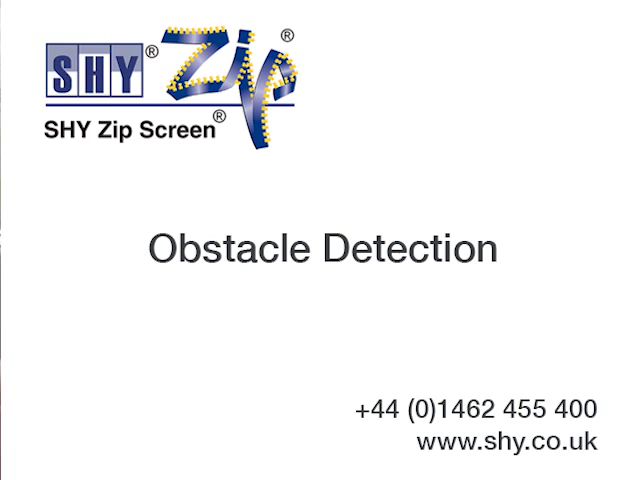 SHY® Zip®
SHY Zip Screen®
Obstacle Detection
+44 (0)1462 455 400
www.shy.co.uk